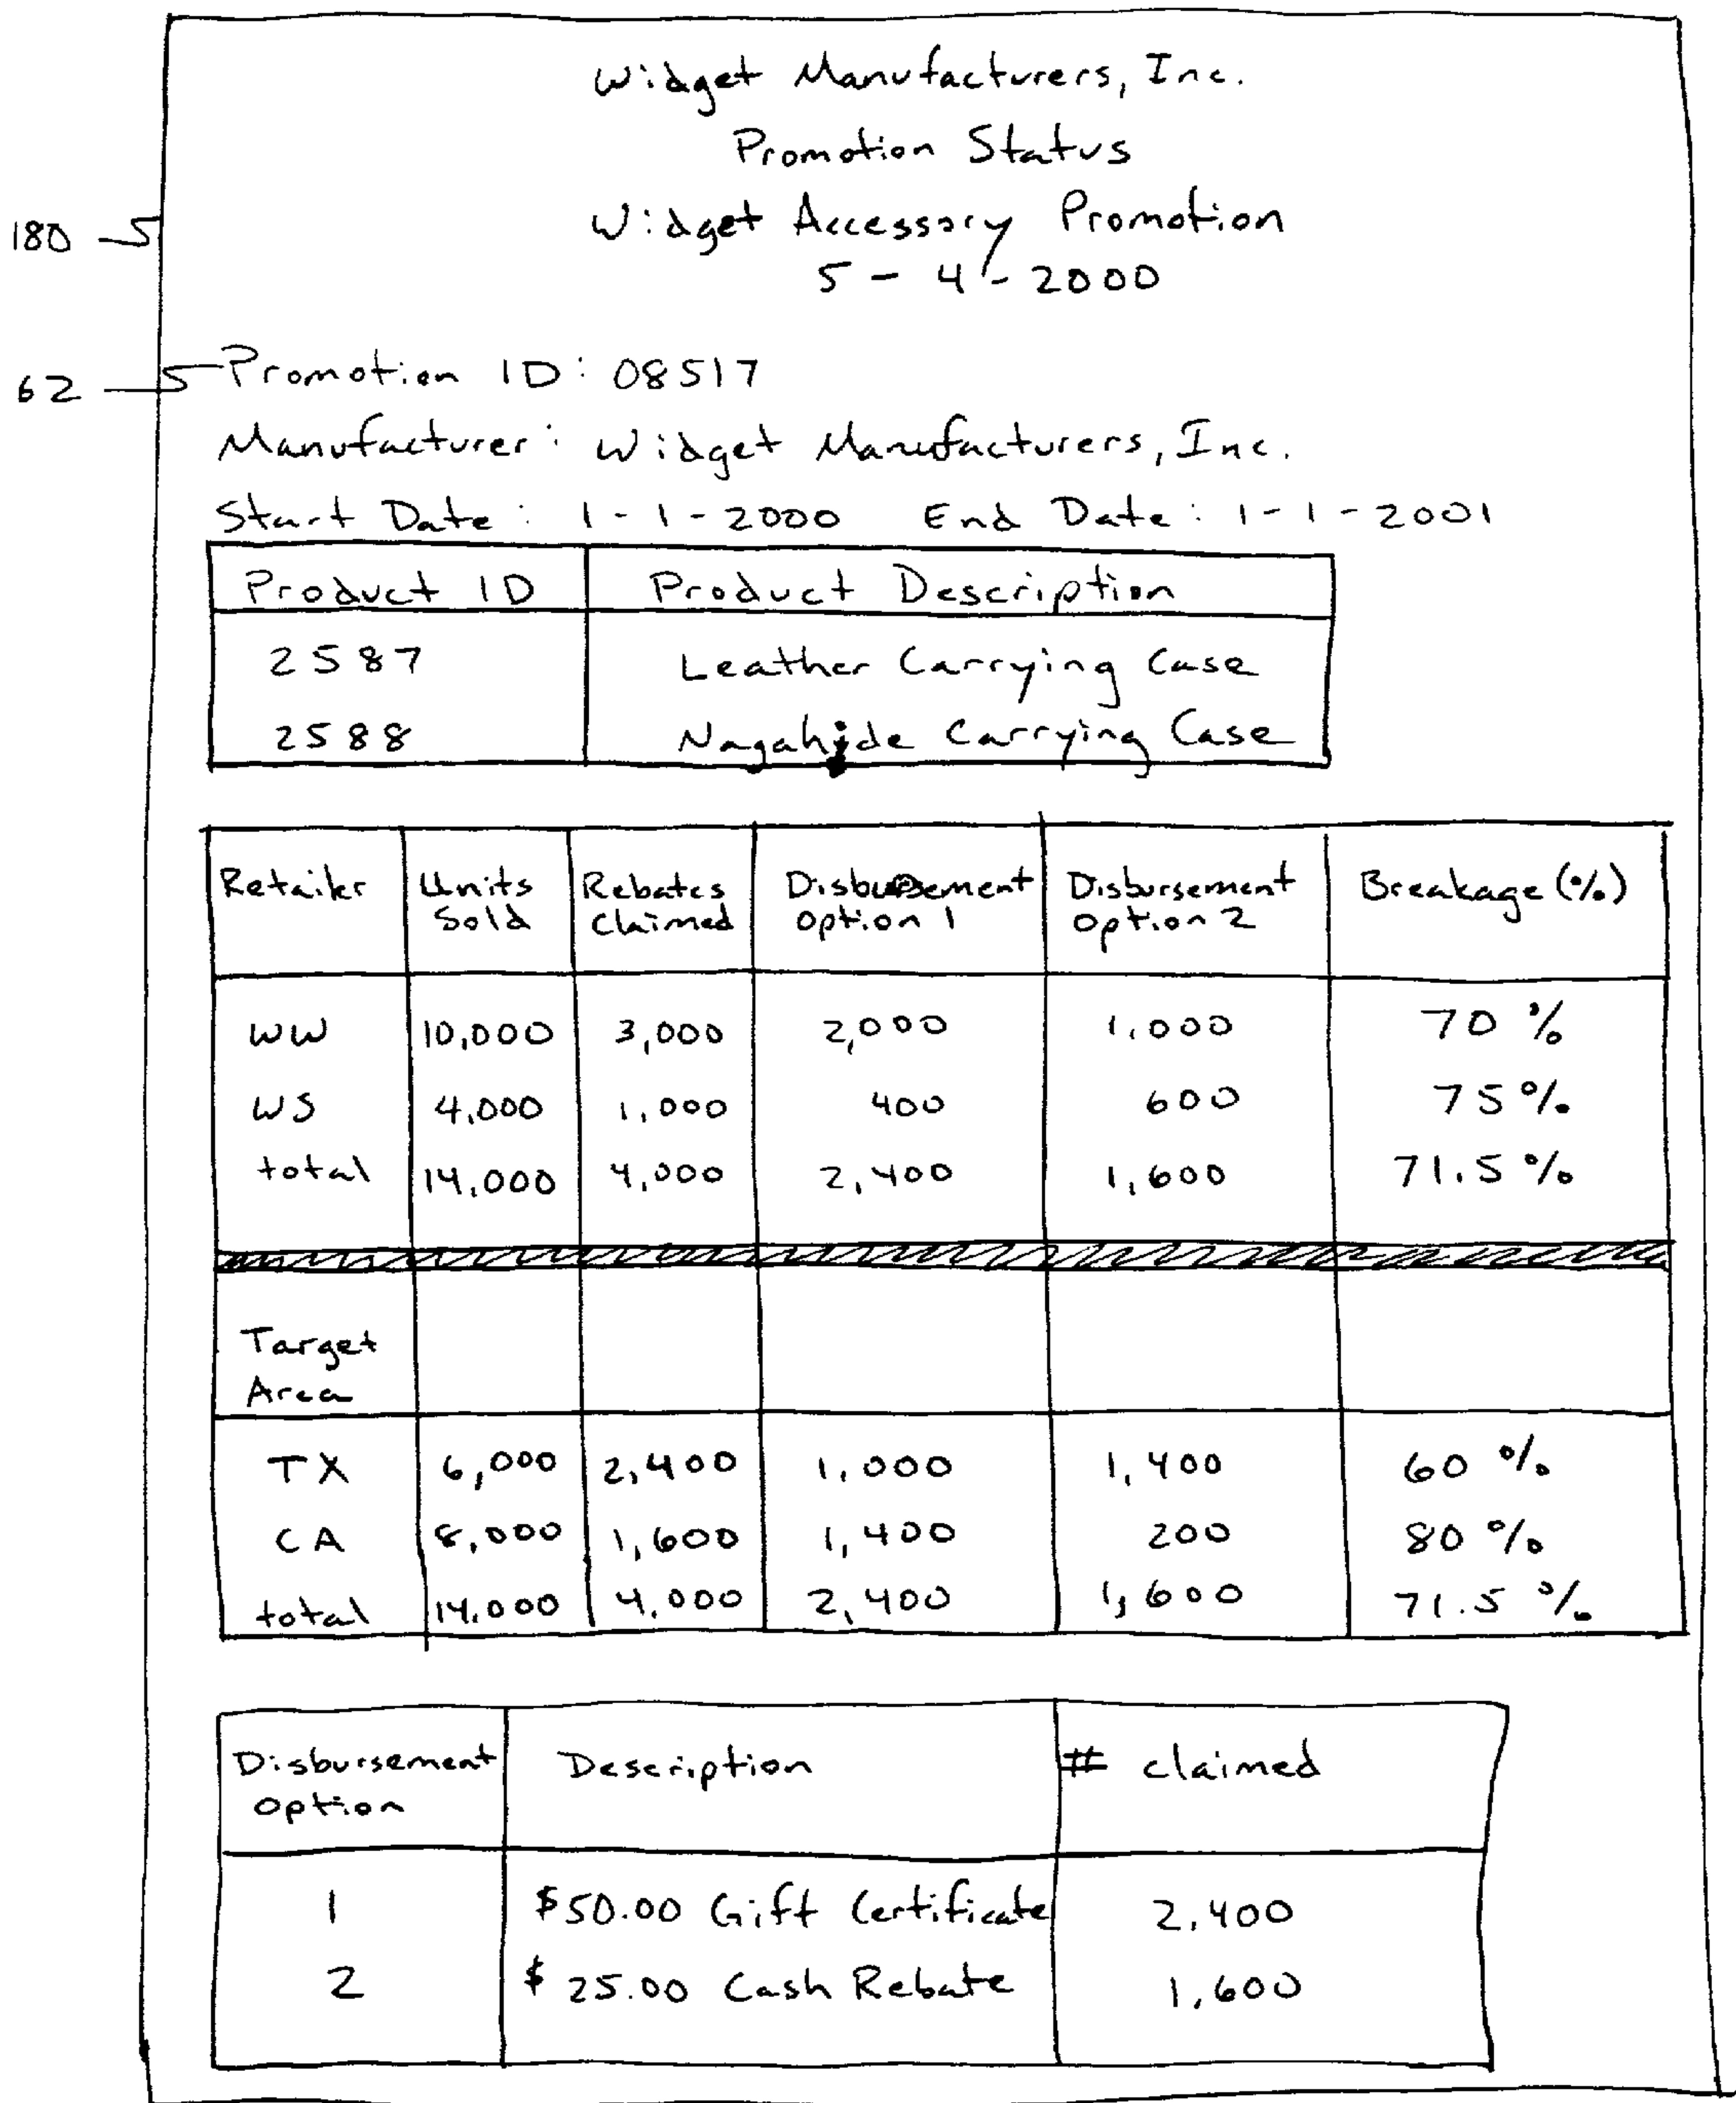 Widget Manufacturers, Inc.
Promotion Status
Widget Accessory Promotion
5 - 4 - 2000
180
62
Promotion ID: 08517
Manufacturer: Widget Manufacturers, Inc.
Start Date: 1-1-2000 End Date: 1-1-2001
Product ID Product Description
2587 Leather Carrying Case
2588 Nagahide Carrying Case
Retailer Units Sold Rebates Claimed Disbursement Option 1 Disbursement Option 2 Breakage (%)
WW 10,000 3,000 2,000 1,000 70 %
WS 4,000 1,000 400 600 75 %
total 14,000 4,000 2,400 1,600 71.5 %
Target Area
TX 6,000 2,400 1,000 1,400 60 %
CA 8,000 1,600 1,400 200 80 %
total 14,000 4,000 2,400 1,600 71.5 %
Disbursement Option Description # claimed
1 $50.00 Gift Certificate 2,400
2 $25.00 Cash Rebate 1,600